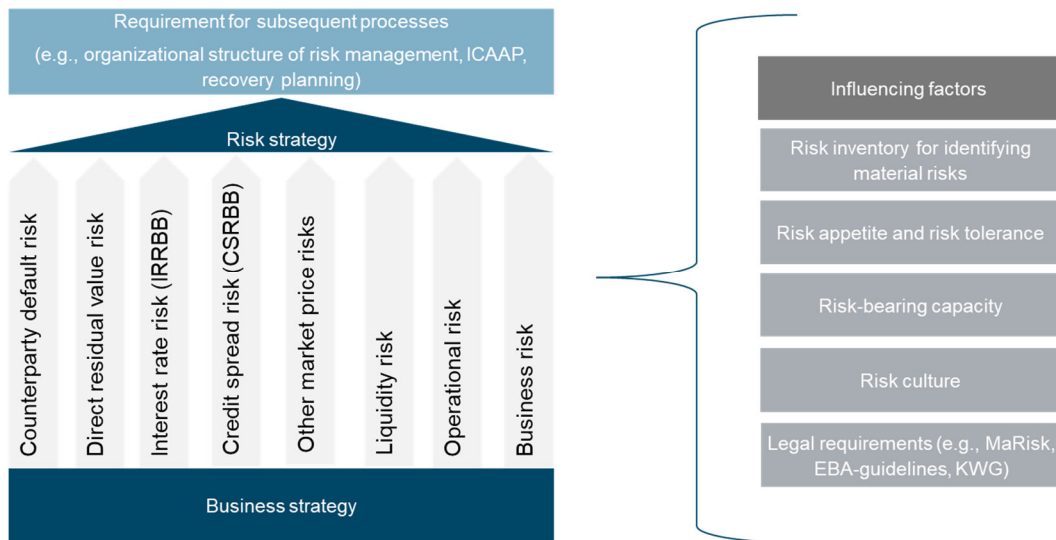 Requirement for subsequent processes
(e.g., organizational structure of risk management, ICAAP,
recovery planning)
Risk strategy
Counterparty default risk
Direct residual value risk
Interest rate risk (IRRBB)
Credit spread risk (CSRBB)
Other market price risks
Liquidity risk
Operational risk
Business risk
Business strategy
Influencing factors
Risk inventory for identifying
material risks
Risk appetite and risk tolerance
Risk-bearing capacity
Risk culture
Legal requirements (e.g., MaRisk,
EBA-guidelines, KWG)